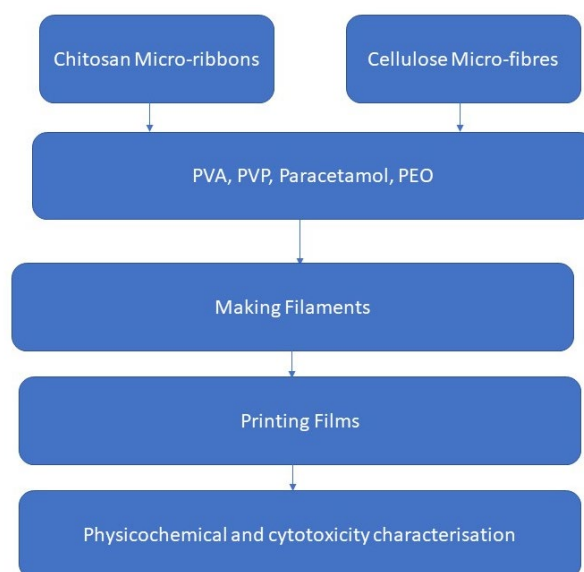 Chitosan Micro-ribbons
Cellulose Micro-fibres
PVA, PVP, Paracetamol, PEO
Making Filaments
Printing Films
Physicochemical and cytotoxicity characterisation